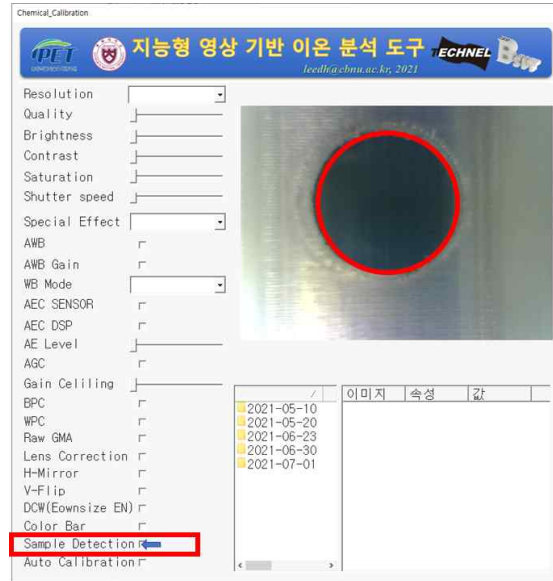 Chemical_Calibration
iPET
지능형 영상 기반 이온 분석 도구
leedh@cbnu.ac.kr, 2021
TECHNEL
Resolution
Quality
Brightness
Contrast
Saturation
Shutter speed
Special Effect
AWB
AWB Gain
WB Mode
AEC SENSOR
AEC DSP
AE Level
AGC
Gain Celiling
BPC
WPC
Raw GMA
Lens Correction
H-Mirror
V-Flip
DCW(Eownsize EN)
Color Bar
Sample Detection
Auto Calibration
/
이미지 속성 값
2021-05-10
2021-05-20
2021-06-23
2021-06-30
2021-07-01